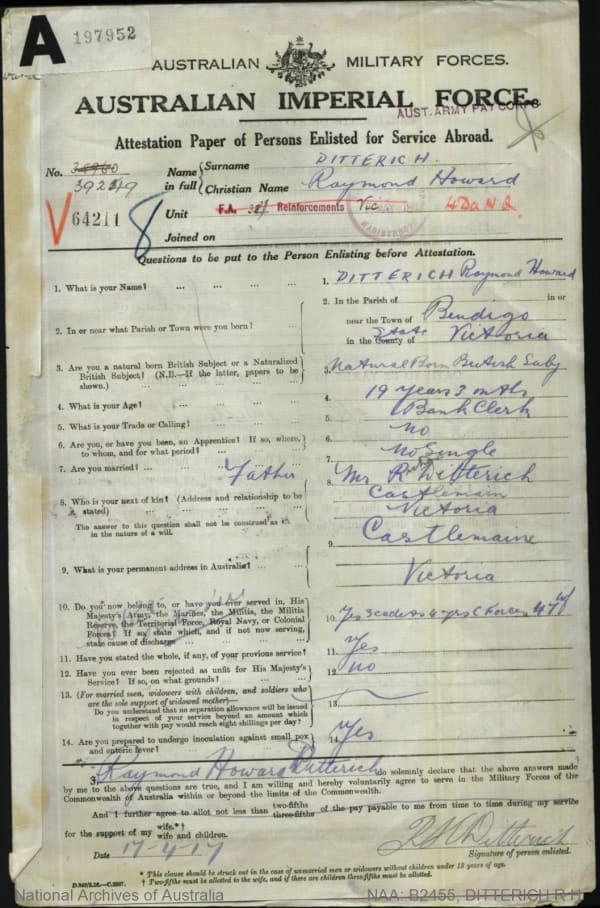 A 197952
AUSTRALIAN MILITARY FORCES.
AUSTRALIAN IMPERIAL FORCE.
AUST. ARMY PAY CORPS
Attestation Paper of Persons Enlisted for Service Abroad.
No. 39219
Name in full
Surname DITTERICH.
Christian Name Raymond Howard
V 64211 8
Unit F.A. Reinforcements Vic
Joined on
Questions to be put to the Person Enlisting before Attestation.
1. What is your Name? ... 1. DITTERICH Raymond Howard
2. In or near what Parish or Town were you born? ... 2. In the Parish of in or
near the Town of Bendigo
in the County of State Victoria
3. Are you a natural born British Subject or a Naturalized British Subject? (N.B.—If the latter, papers to be shown.) 3. Natural Born British Subj
4. What is your Age? 4. 19 years 3 mths
5. What is your Trade or Calling? 5. Bank Clerk
6. Are you, or have you been, an Apprentice? If so, where, to whom, and for what period? 6. No
7. Are you married? 7. No Single
8. Who is your next of kin? (Address and relationship to be stated) Father 8. Mr R Ditterich
Castlemain
Victoria
The answer to this question shall not be construed as in the nature of a will.
9. What is your permanent address in Australia? 9. Castlemaine
Victoria
10. Do you now belong to, or have you ever served in, His Majesty's Army, the Marines, the Militia, the Militia Reserve, the Territorial Force, Royal Navy, or Colonial Forces? If so, state which, and if not now serving, state cause of discharge 10. Yes 3 cadets 4 yrs C Forces
11. Have you stated the whole, if any, of your previous service? 11. Yes
12. Have you ever been rejected as unfit for His Majesty's Service? If so, on what grounds? 12. no
13. (For married men, widowers with children, and soldiers who are the sole support of widowed mother)—
Do you understand that no separation allowance will be issued in respect of your service beyond an amount which together with pay would reach eight shillings per day? 13.
14. Are you prepared to undergo inoculation against small pox and enteric fever? 14. Yes
Raymond Howard Ditterich do solemnly declare that the above answers made
by me to the above questions are true, and I am willing and hereby voluntarily agree to serve in the Military Forces of the
Commonwealth of Australia within or beyond the limits of the Commonwealth.
And I further agree to allot not less than two-fifths three-fifths of the pay payable to me from time to time during my service
for the support of my wife.*† wife and children.
Date 17-4-17
R H Ditterich
Signature of person enlisted.
* This clause should be struck out in the case of unmarried men or widowers without children under 18 years of age.
† Two-fifths must be allotted to the wife, and if there are children three-fifths must be allotted.
National Archives of Australia
NAA: B2455, DITTERICH R H